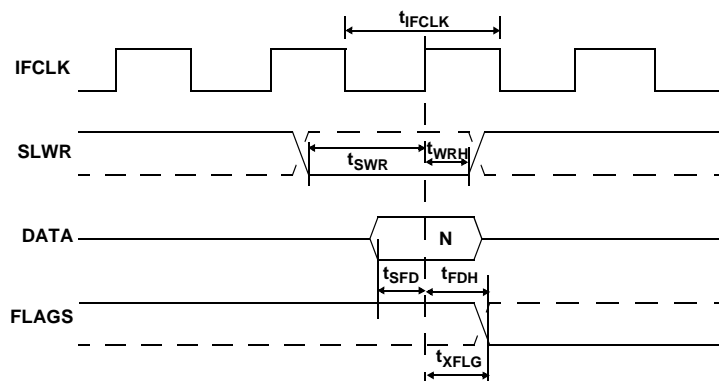 tIFCLK
IFCLK
SLWR
tSWR
tWRH
DATA
N
tSFD
tFDH
FLAGS
tXFLG